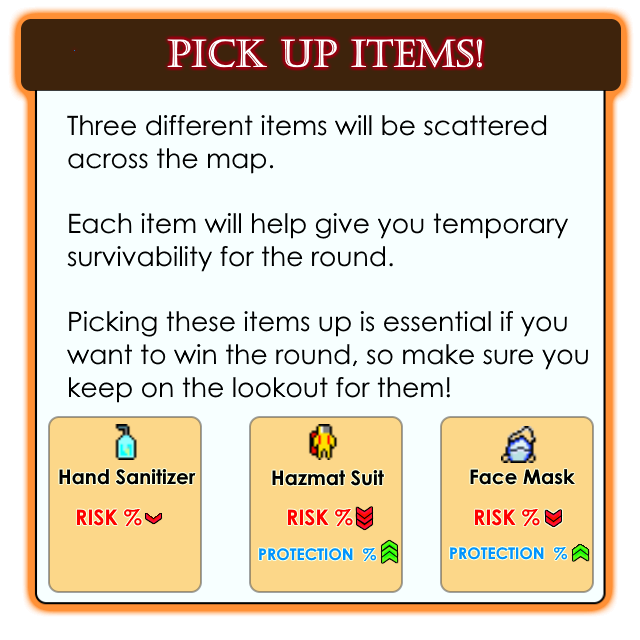 PICK UP ITEMS!
Three different items will be scattered
across the map.
Each item will help give you temporary
survivability for the round.
Picking these items up is essential if you
want to win the round, so make sure you
keep on the lookout for them!
Hand Sanitizer
RISK %
Hazmat Suit
RISK %
PROTECTION %
Face Mask
RISK %
PROTECTION %